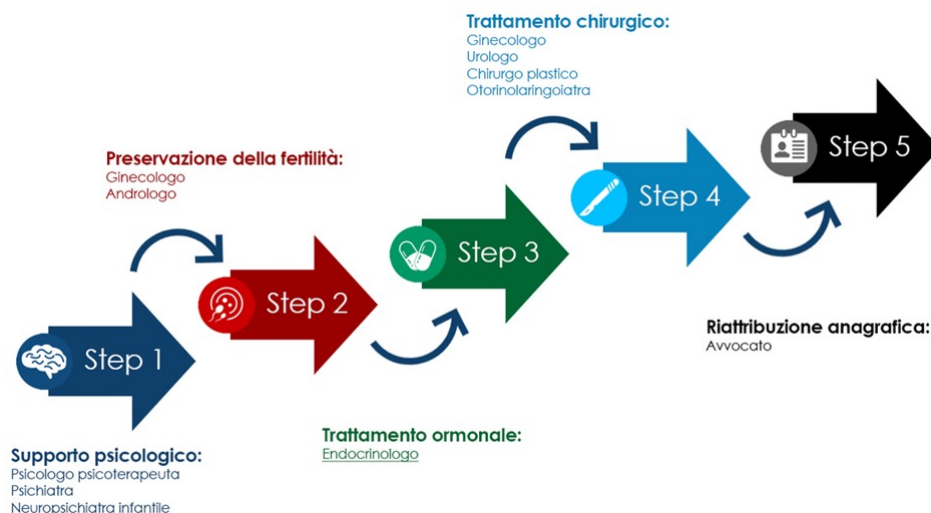 Step 1
Supporto psicologico:
Psicologo psicoterapeuta
Psichiatra
Neuropsichiatra infantile
Preservazione della fertilità:
Ginecologo
Andrologo
Step 2
Step 3
Trattamento ormonale:
Endocrinologo
Trattamento chirurgico:
Ginecologo
Urologo
Chirurgo plastico
Otorinolaringoiatra
Step 4
Step 5
Riattribuzione anagrafica:
Avvocato